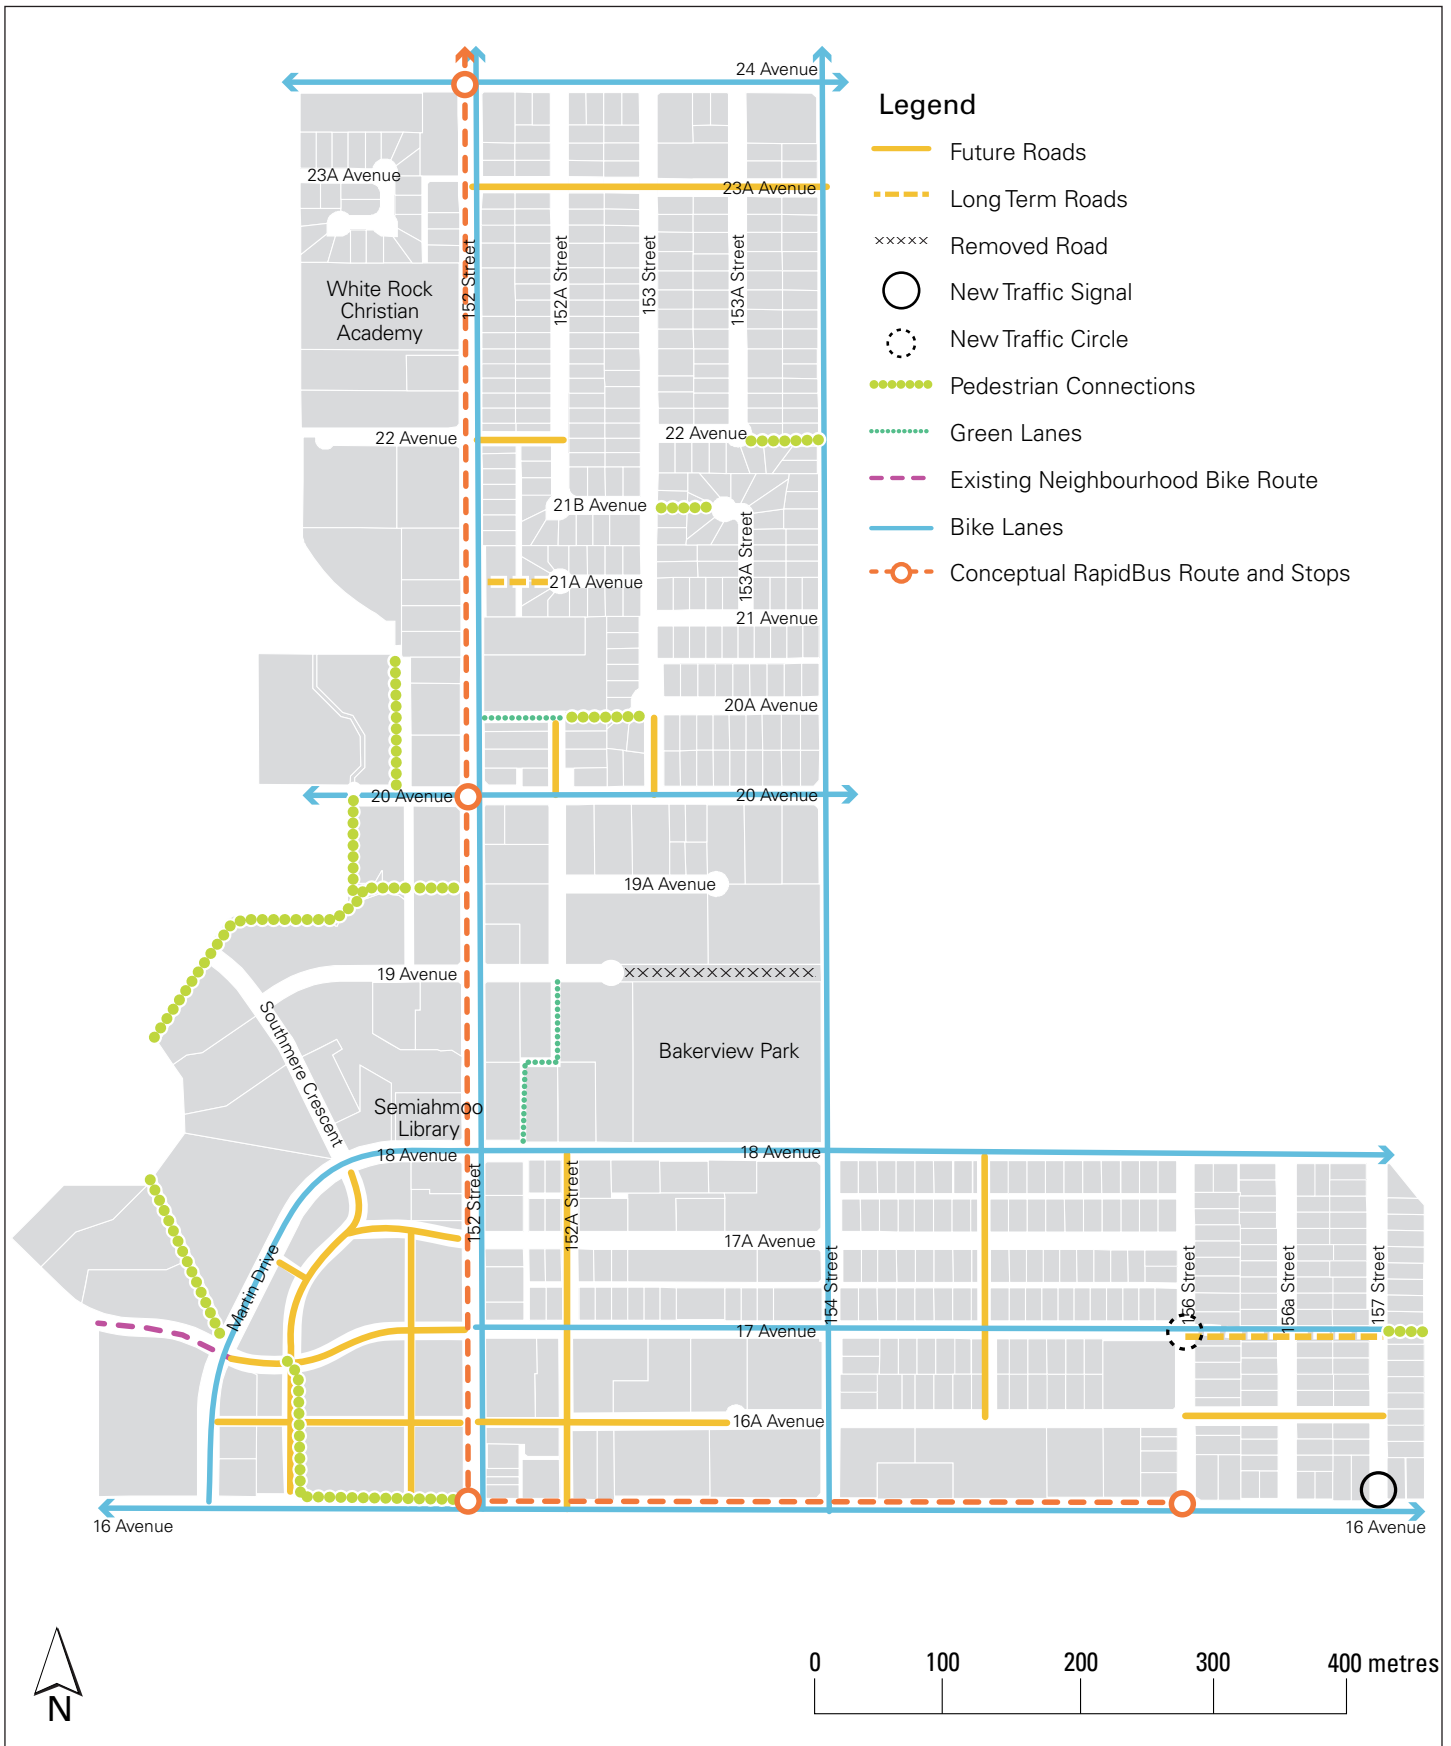 24 Avenue
Legend
Future Roads
23A Avenue
23A Avenue
Long Term Roads
Removed Road
152 Street
152A Street
153 Street
153A Street
White Rock
Christian
Academy
New Traffic Signal
New Traffic Circle
Pedestrian Connections
22 Avenue
22 Avenue
Green Lanes
Existing Neighbourhood Bike Route
21B Avenue
Bike Lanes
153A Street
21A Avenue
Conceptual RapidBus Route and Stops
21 Avenue
20A Avenue
20 Avenue
20 Avenue
19A Avenue
19 Avenue
Southmere Crescent
Bakerview Park
Semiahmoo
Library
18 Avenue
18 Avenue
152 Street
152A Street
17A Avenue
Martin Drive
154 Street
156 Street
156a Street
157 Street
17 Avenue
16A Avenue
16 Avenue
16 Avenue
N
0
100
200
300
400 metres